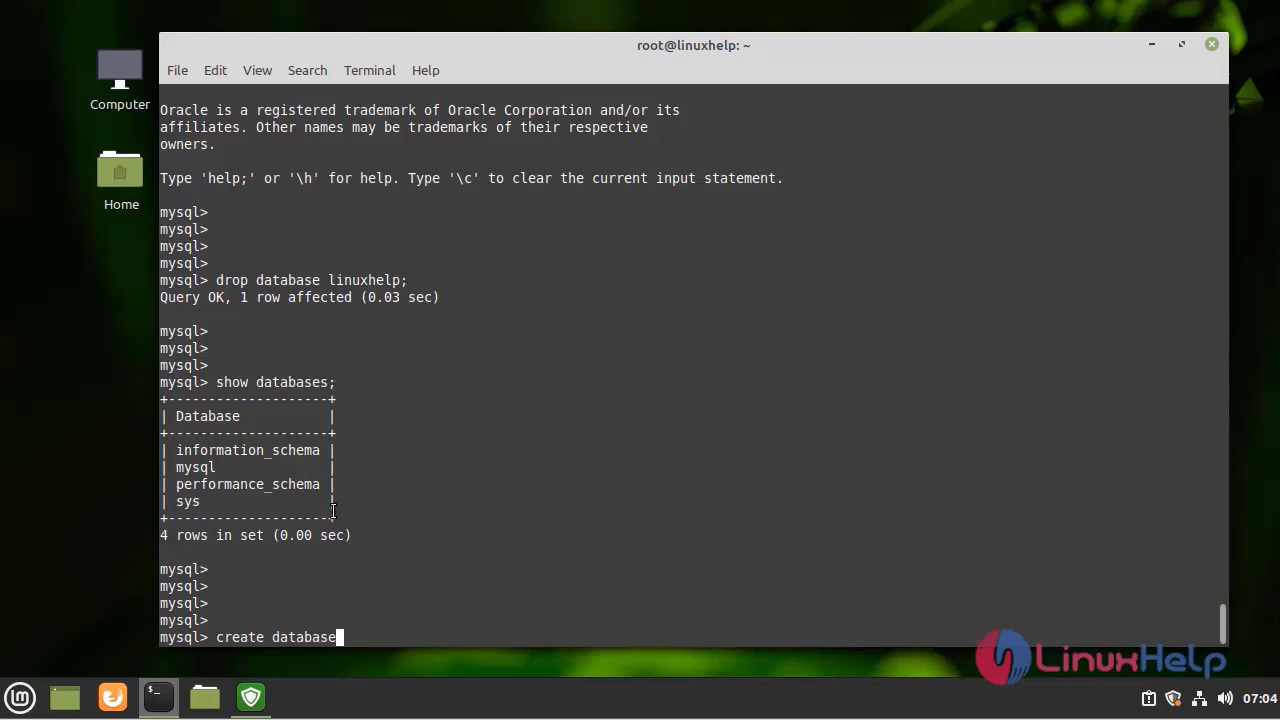 root@linuxhelp: ~
File Edit View Search Terminal Help
Computer
Home
Oracle is a registered trademark of Oracle Corporation and/or its
affiliates. Other names may be trademarks of their respective
owners.
Type 'help;' or '\h' for help. Type '\c' to clear the current input statement.
mysql>
mysql>
mysql>
mysql>
mysql> drop database linuxhelp;
Query OK, 1 row affected (0.03 sec)
mysql>
mysql>
mysql>
mysql> show databases;
+--------------------+
| Database           |
+--------------------+
| information_schema |
| mysql              |
| performance_schema |
| sys                |
+--------------------+
4 rows in set (0.00 sec)
mysql>
mysql>
mysql>
mysql>
mysql> create database
LinuxHelp
07:04